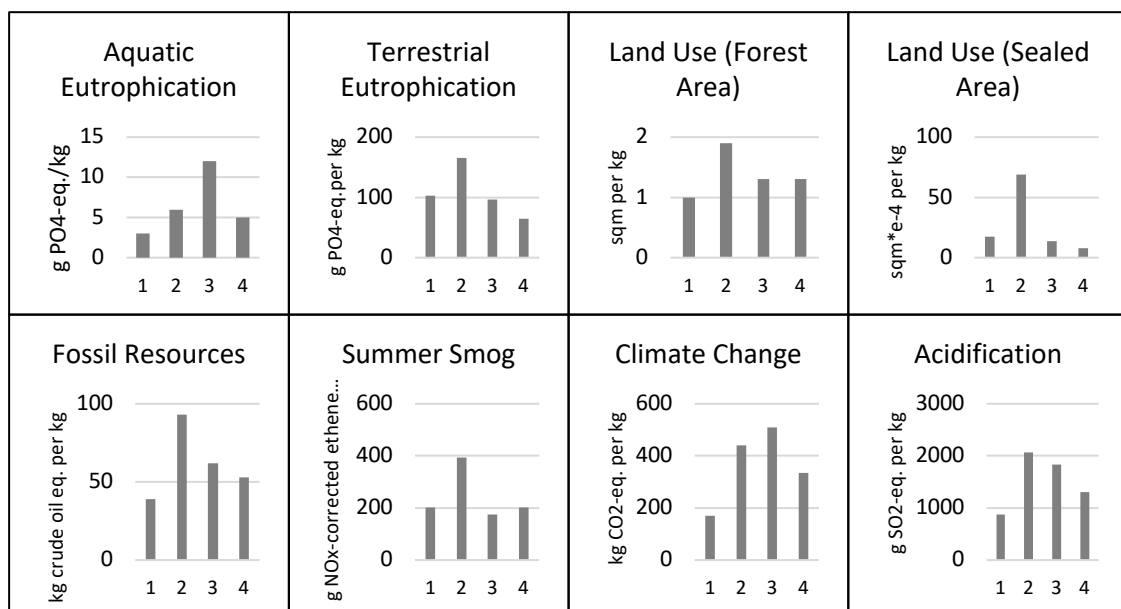 Aquatic
Eutrophication
g PO4-eq./kg
15
10
5
0
1 2 3 4
Terrestrial
Eutrophication
g PO4-eq.per kg
200
100
0
1 2 3 4
Land Use (Forest
Area)
sqm per kg
2
1
0
1 2 3 4
Land Use (Sealed
Area)
sqm*e-4 per kg
100
50
0
1 2 3 4
Fossil Resources
kg crude oil eq. per kg
100
50
0
1 2 3 4
Summer Smog
g NOx-corrected ethene…
600
400
200
0
1 2 3 4
Climate Change
kg CO2-eq. per kg
600
400
200
0
1 2 3 4
Acidification
g SO2-eq. per kg
3000
2000
1000
0
1 2 3 4